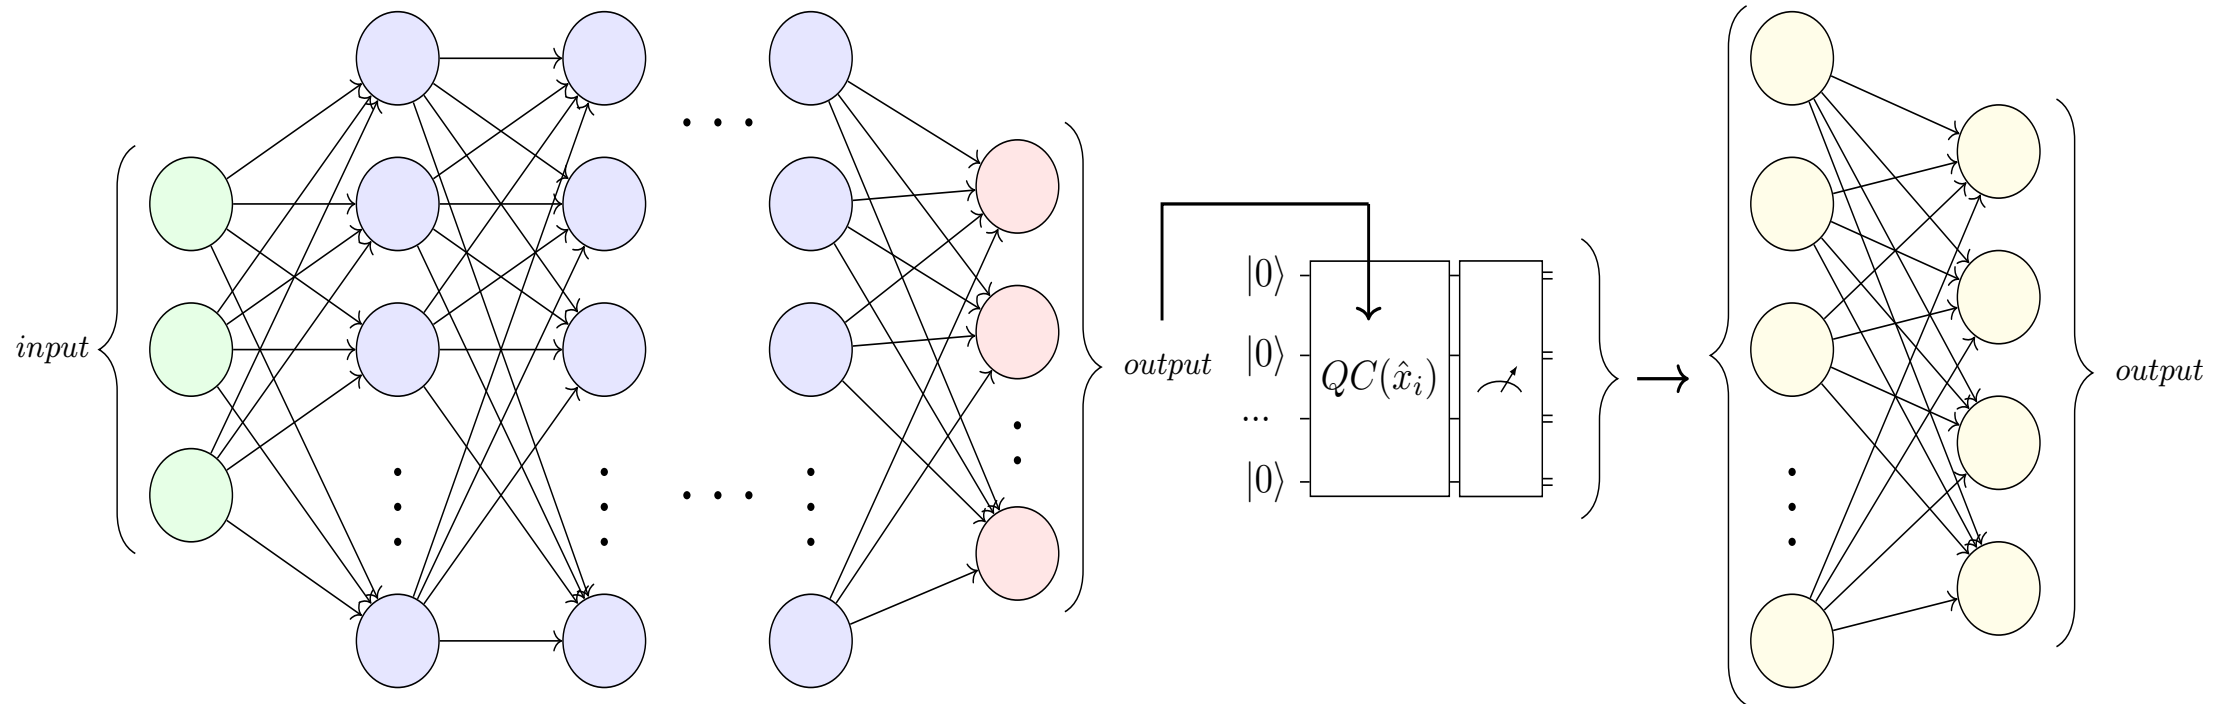 input
output
|0⟩
|0⟩
...
|0⟩
QC(x̂ᵢ)
output